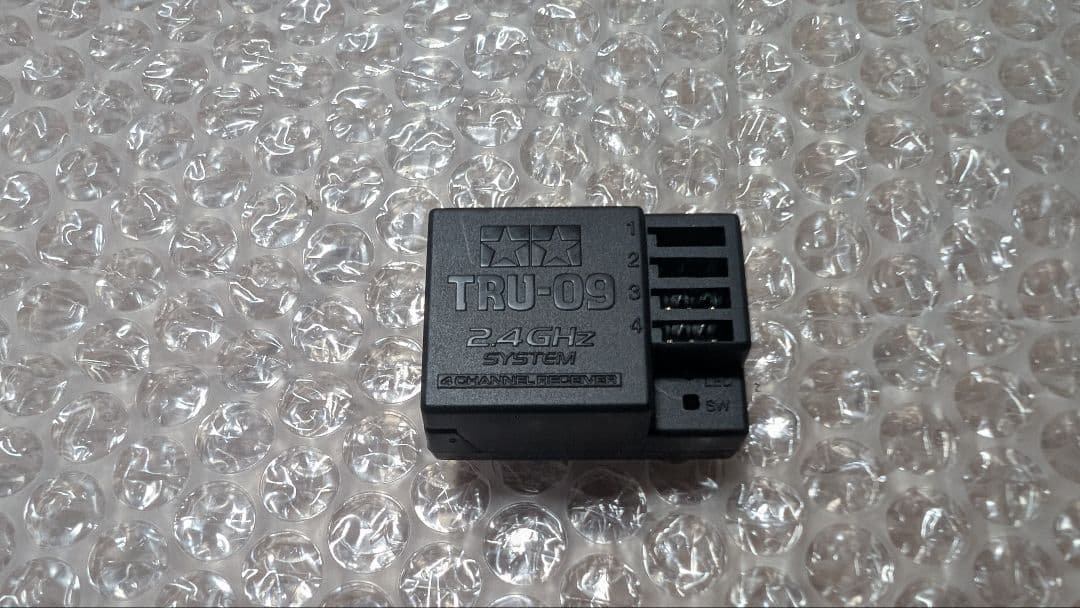 TRU-09
2.4GHz
SYSTEM
4 CHANNEL RECEIVER
1
2
3
4
LED
SW